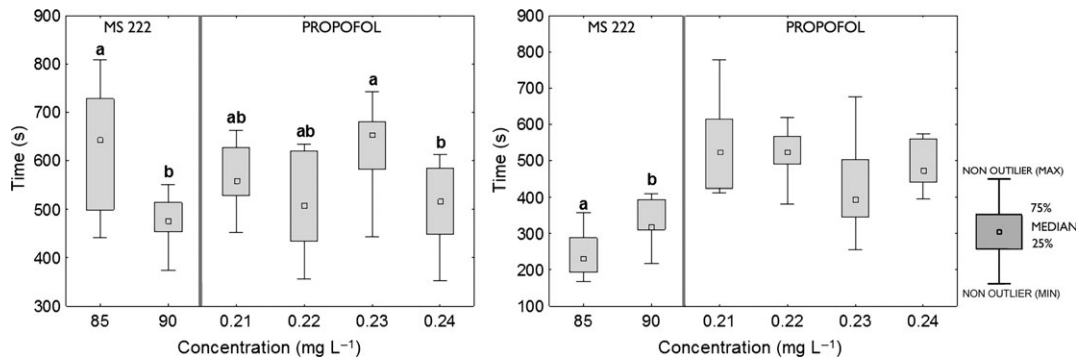 MS 222 PROPOFOL
900
800
700
600
500
400
300
Time (s)
a
b
ab
ab
a
b
85 90 0.21 0.22 0.23 0.24
Concentration (mg L⁻¹)
MS 222 PROPOFOL
900
800
700
600
500
400
300
200
100
Time (s)
a
b
85 90 0.21 0.22 0.23 0.24
Concentration (mg L⁻¹)
NON OUTLIER (MAX)
75%
MEDIAN
25%
NON OUTLIER (MIN)